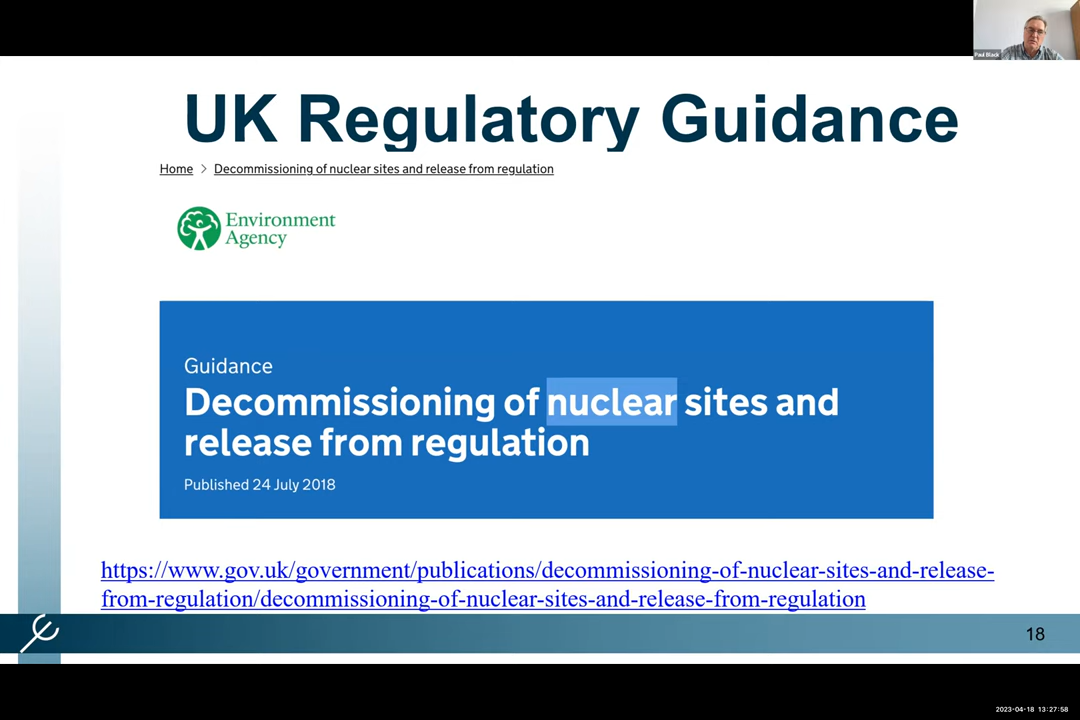 Paul Black
UK Regulatory Guidance
Home > Decommissioning of nuclear sites and release from regulation
Environment
Agency
Guidance
Decommissioning of nuclear sites and
release from regulation
Published 24 July 2018
https://www.gov.uk/government/publications/decommissioning-of-nuclear-sites-and-release-
from-regulation/decommissioning-of-nuclear-sites-and-release-from-regulation
18
2023-04-18 13:27:58